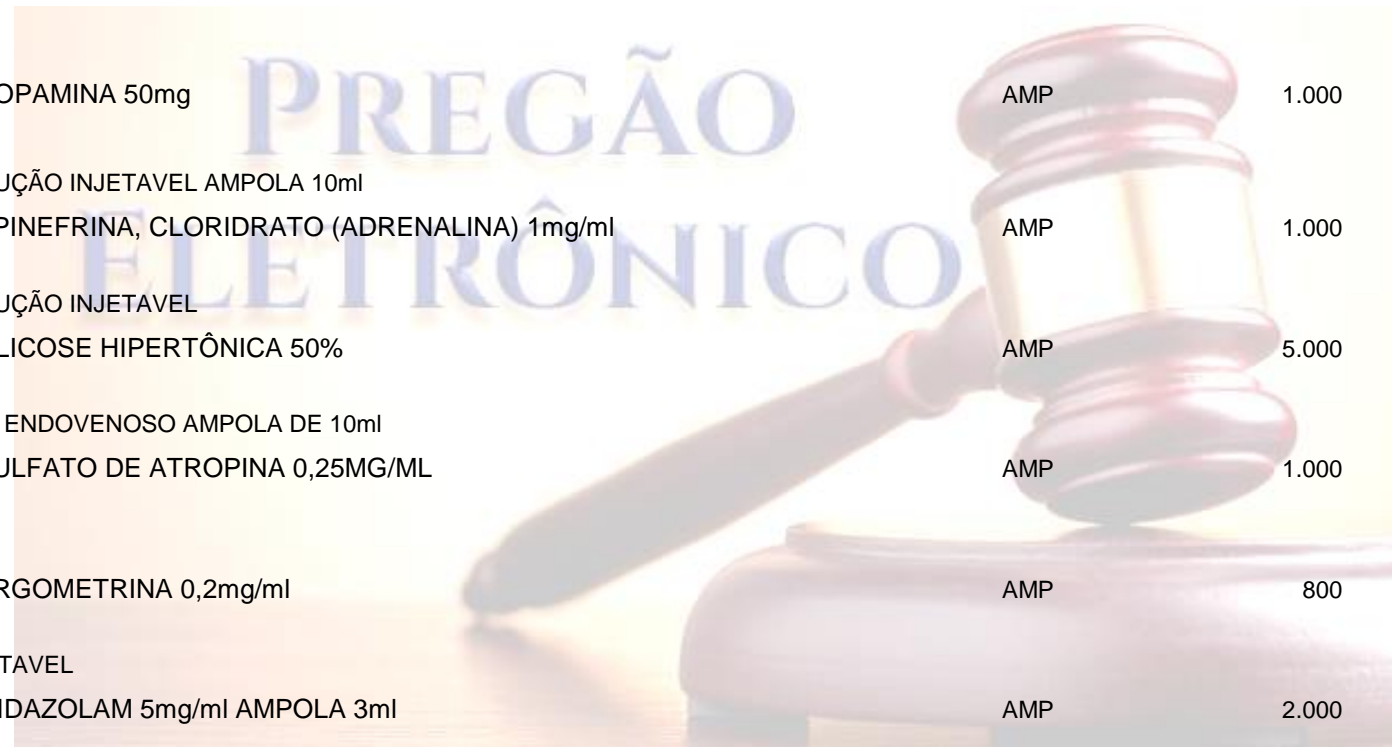 OPAMINA 50mg AMP 1.000
UÇÃO INJETAVEL AMPOLA 10ml
PINEFRINA, CLORIDRATO (ADRENALINA) 1mg/ml AMP 1.000
UÇÃO INJETAVEL
LICOSE HIPERTÔNICA 50% AMP 5.000
ENDOVENOSO AMPOLA DE 10ml
ULFATO DE ATROPINA 0,25MG/ML AMP 1.000
RGOMETRINA 0,2mg/ml AMP 800
TAVEL
IDAZOLAM 5mg/ml AMPOLA 3ml AMP 2.000
PREGÃO
ELETRÔNICO